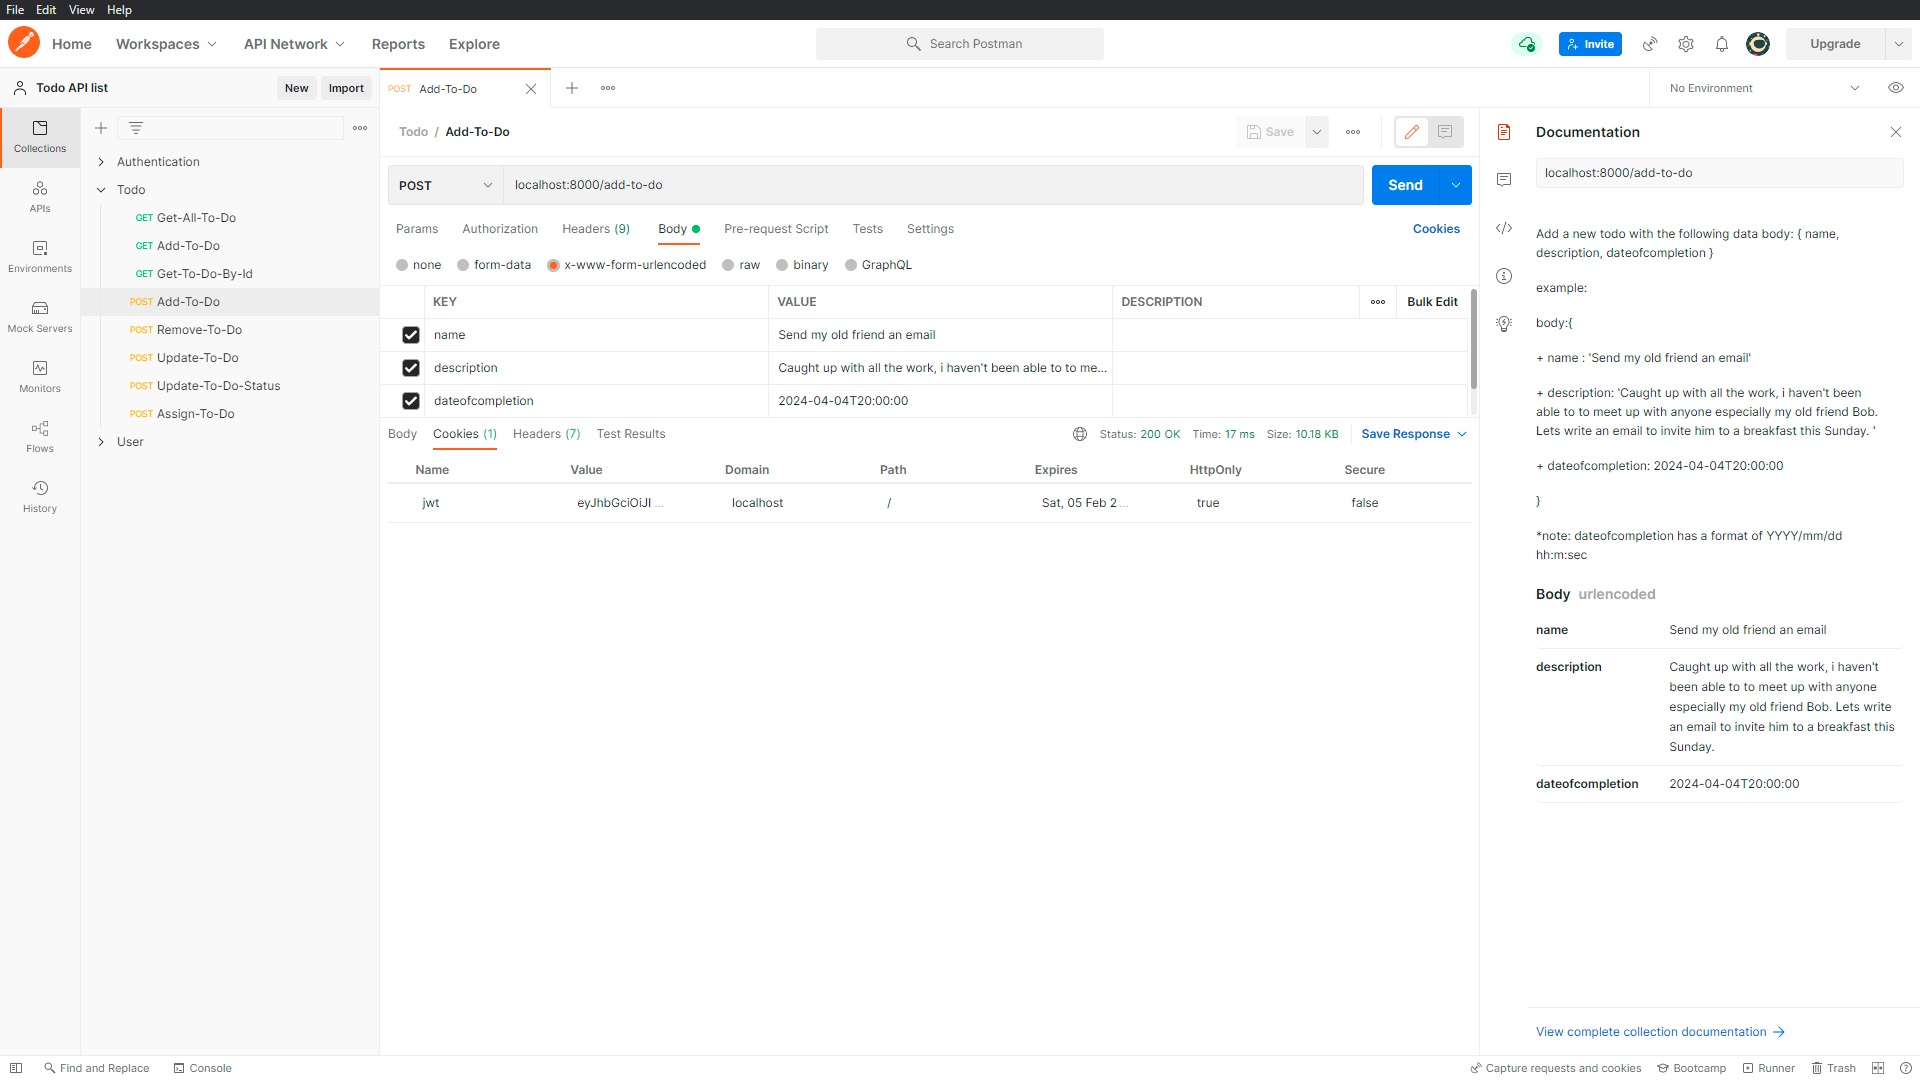 File Edit View Help
Home Workspaces API Network Reports Explore
Search Postman
Invite
Upgrade
Todo API list New Import
POST Add-To-Do
No Environment
Collections
APIs
Environments
Mock Servers
Monitors
Flows
History
Authentication
Todo
GET Get-All-To-Do
GET Add-To-Do
GET Get-To-Do-By-Id
POST Add-To-Do
POST Remove-To-Do
POST Update-To-Do
POST Update-To-Do-Status
POST Assign-To-Do
User
Todo / Add-To-Do
Save
POST localhost:8000/add-to-do Send
Params Authorization Headers (9) Body Pre-request Script Tests Settings Cookies
none form-data x-www-form-urlencoded raw binary GraphQL
KEY VALUE DESCRIPTION Bulk Edit
name Send my old friend an email
description Caught up with all the work, i haven't been able to to me...
dateofcompletion 2024-04-04T20:00:00
Body Cookies (1) Headers (7) Test Results Status: 200 OK Time: 17 ms Size: 10.18 KB Save Response
Name Value Domain Path Expires HttpOnly Secure
jwt eyJhbGciOiJI ... localhost / Sat, 05 Feb 2 ... true false
Documentation
localhost:8000/add-to-do
Add a new todo with the following data body: { name,
description, dateofcompletion }
example:
body:{
+ name : 'Send my old friend an email'
+ description: 'Caught up with all the work, i haven't been
able to to meet up with anyone especially my old friend Bob.
Lets write an email to invite him to a breakfast this Sunday. '
+ dateofcompletion: 2024-04-04T20:00:00
}
*note: dateofcompletion has a format of YYYY/mm/dd
hh:m:sec
Body urlencoded
name Send my old friend an email
description Caught up with all the work, i haven't
been able to to meet up with anyone
especially my old friend Bob. Lets write
an email to invite him to a breakfast this
Sunday.
dateofcompletion 2024-04-04T20:00:00
View complete collection documentation →
Find and Replace Console
Capture requests and cookies Bootcamp Runner Trash